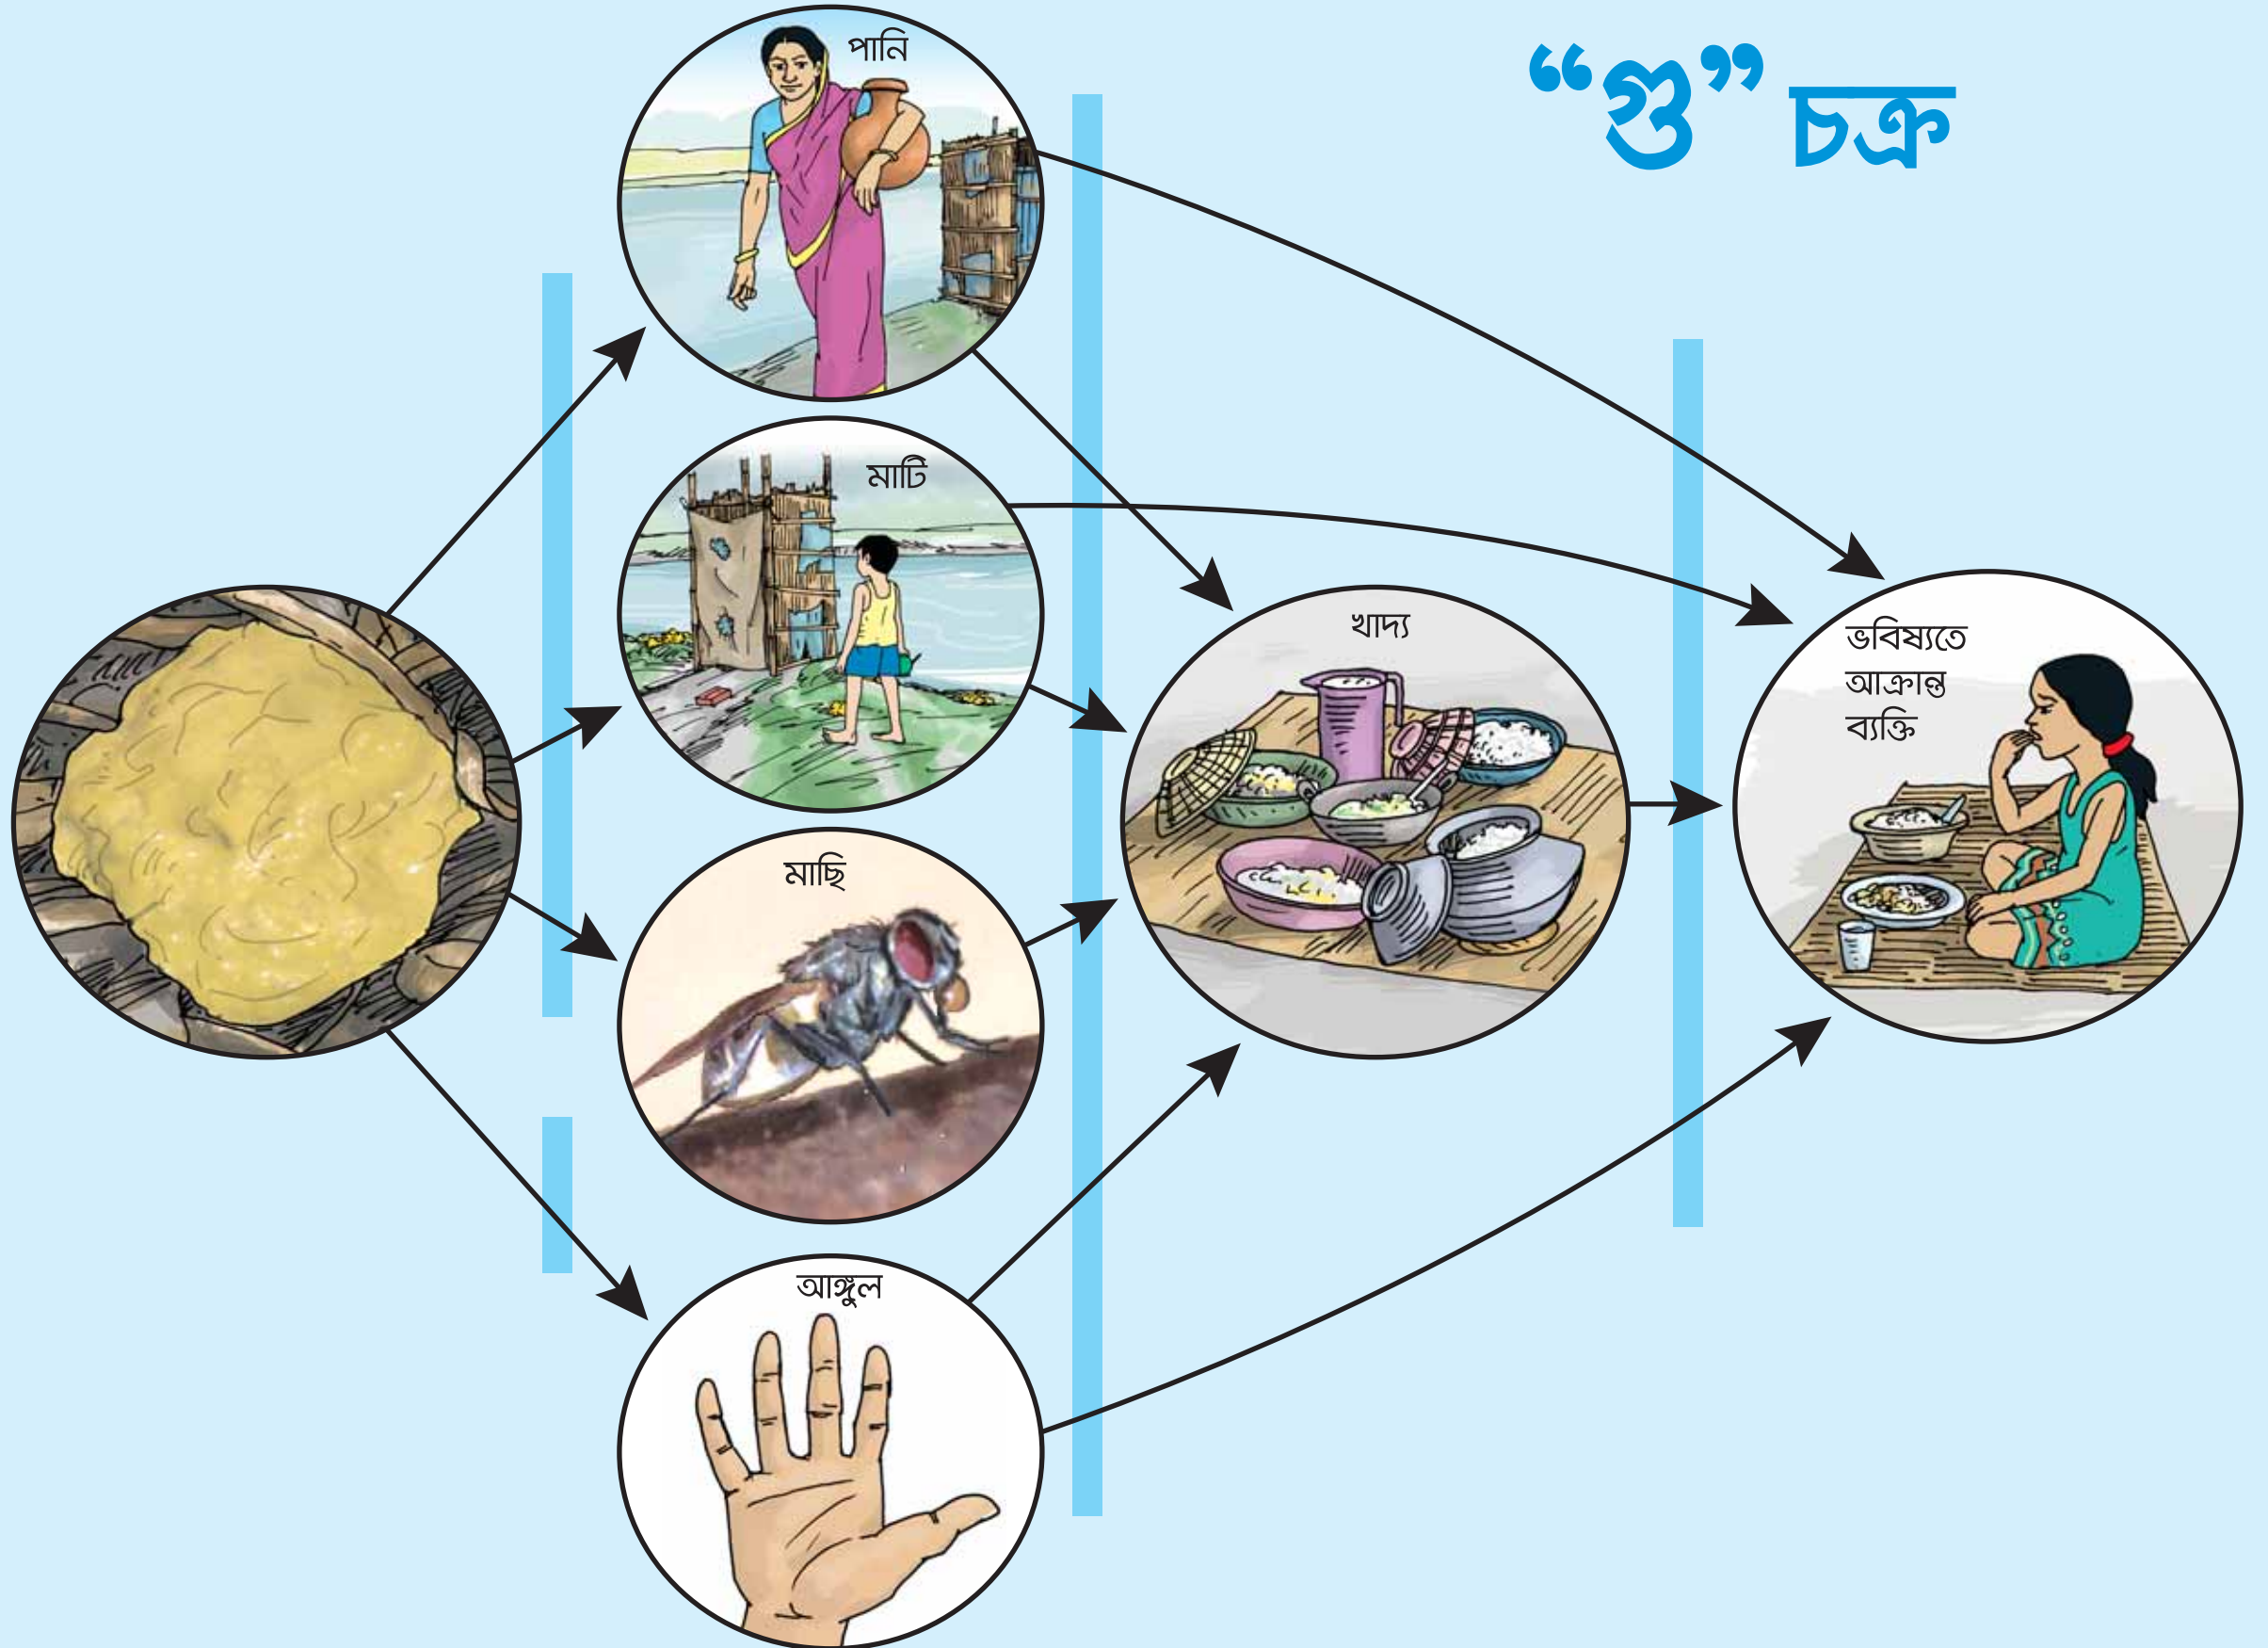 “গু” চক্র
পানি
মাটি
মাছি
আঙ্গুল
খাদ্য
ভবিষ্যতে
আক্রান্ত
ব্যক্তি